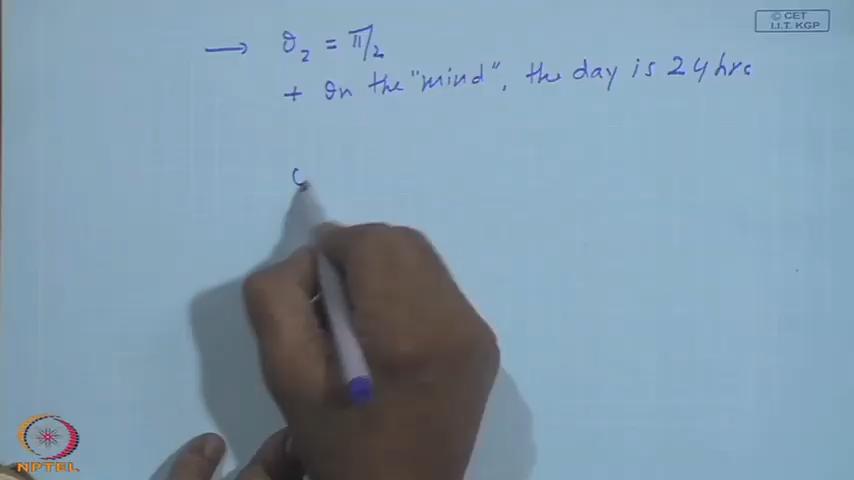 © CET
I.I.T. KGP
→ θ₂ = π/2
+ On the "mind", the day is 24 hrs
NPTEL